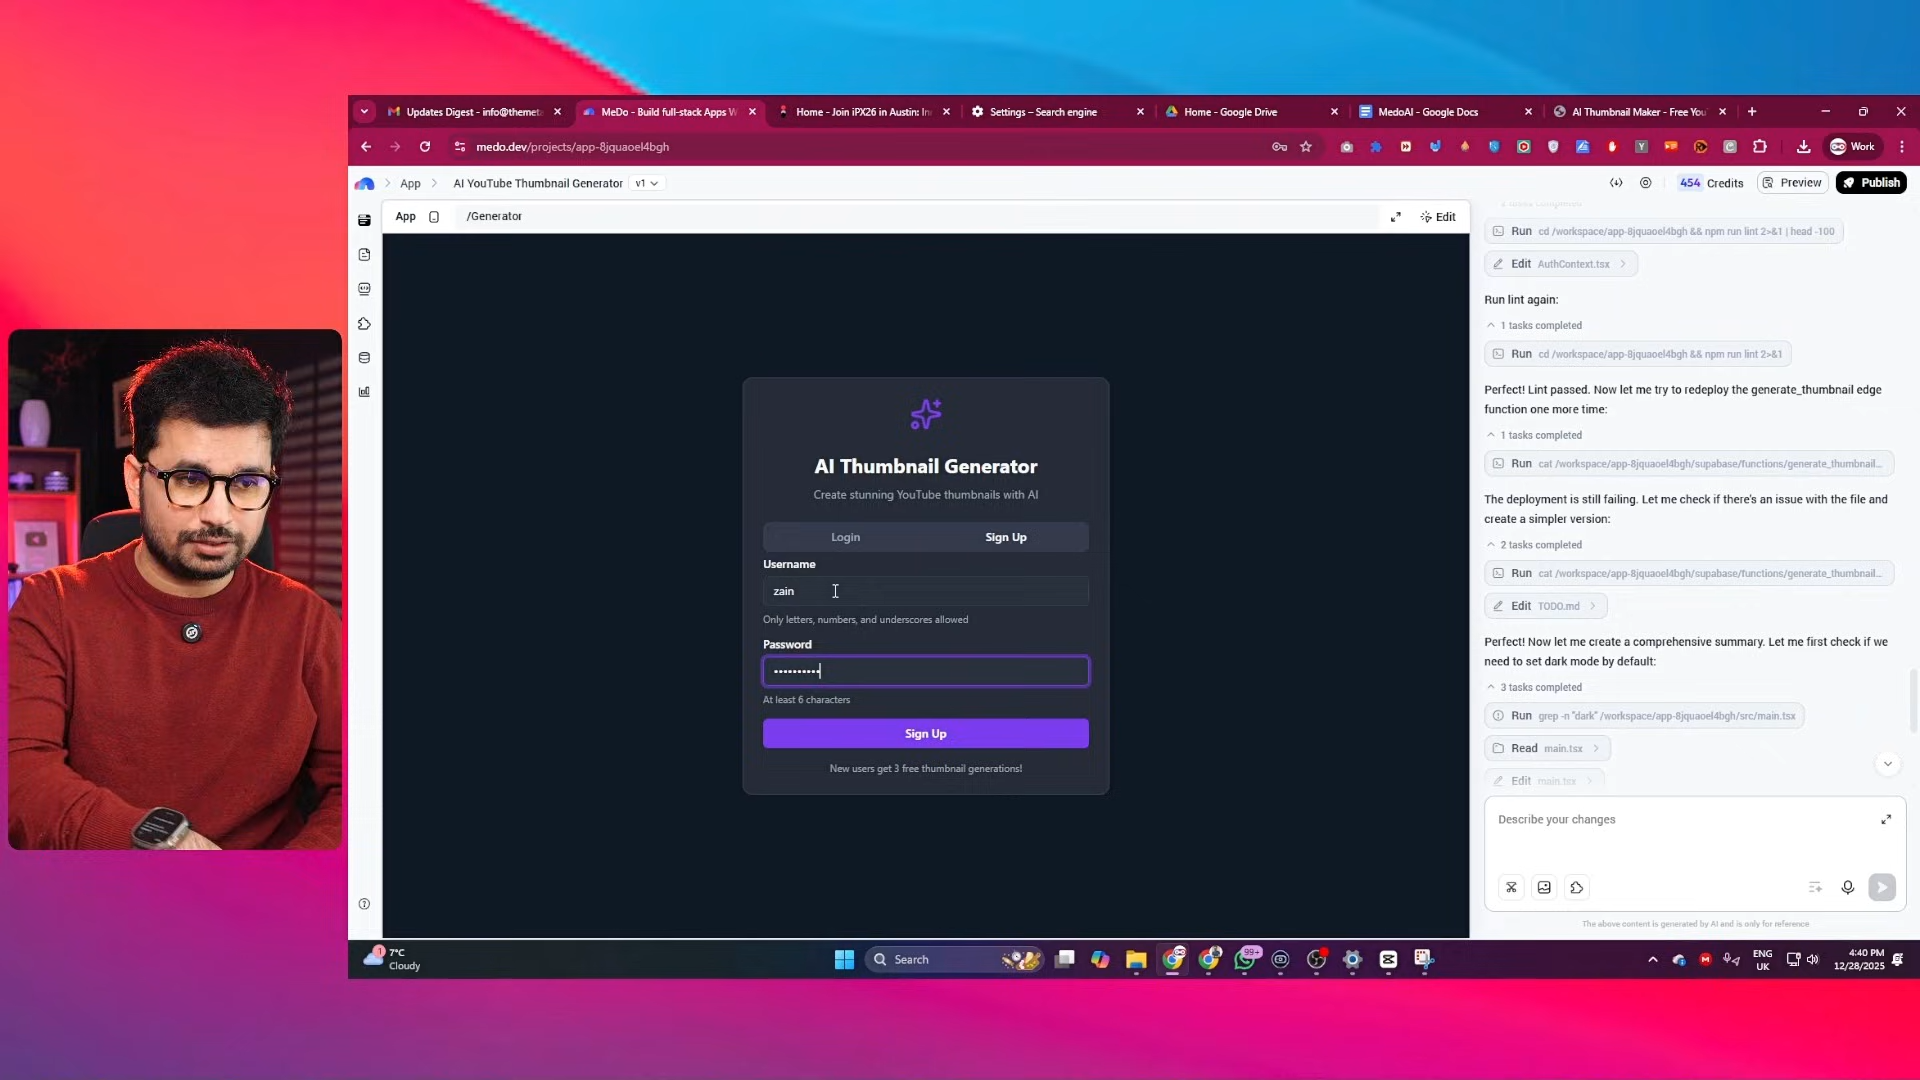 Updates Digest - info@themeta
MeDo - Build full-stack Apps W
Home - Join iPX26 in Austin: In
Settings – Search engine
Home - Google Drive
MedoAI - Google Docs
AI Thumbnail Maker - Free You
medo.dev/projects/app-8jquaoel4bgh
Work
App
AI YouTube Thumbnail Generator
v1
454 Credits
Preview
Publish
App
/Generator
Edit
2 tasks completed
Run cd /workspace/app-8jquaoel4bgh && npm run lint 2>&1 | head -100
Edit AuthContext.tsx
Run lint again:
1 tasks completed
Run cd /workspace/app-8jquaoel4bgh && npm run lint 2>&1
Perfect! Lint passed. Now let me try to redeploy the generate_thumbnail edge
function one more time:
1 tasks completed
Run cat /workspace/app-8jquaoel4bgh/supabase/functions/generate_thumbnail...
The deployment is still failing. Let me check if there's an issue with the file and
create a simpler version:
2 tasks completed
Run cat /workspace/app-8jquaoel4bgh/supabase/functions/generate_thumbnail...
Edit TODO.md
Perfect! Now let me create a comprehensive summary. Let me first check if we
need to set dark mode by default:
3 tasks completed
Run grep -n "dark" /workspace/app-8jquaoel4bgh/src/main.tsx
Read main.tsx
Edit main.tsx
Describe your changes
The above content is generated by AI and is only for reference
AI Thumbnail Generator
Create stunning YouTube thumbnails with AI
Login
Sign Up
Username
zain
Only letters, numbers, and underscores allowed
Password
••••••••••
At least 6 characters
Sign Up
New users get 3 free thumbnail generations!
1
7°C
Cloudy
Search
99+
ENG
UK
4:40 PM
12/28/2025